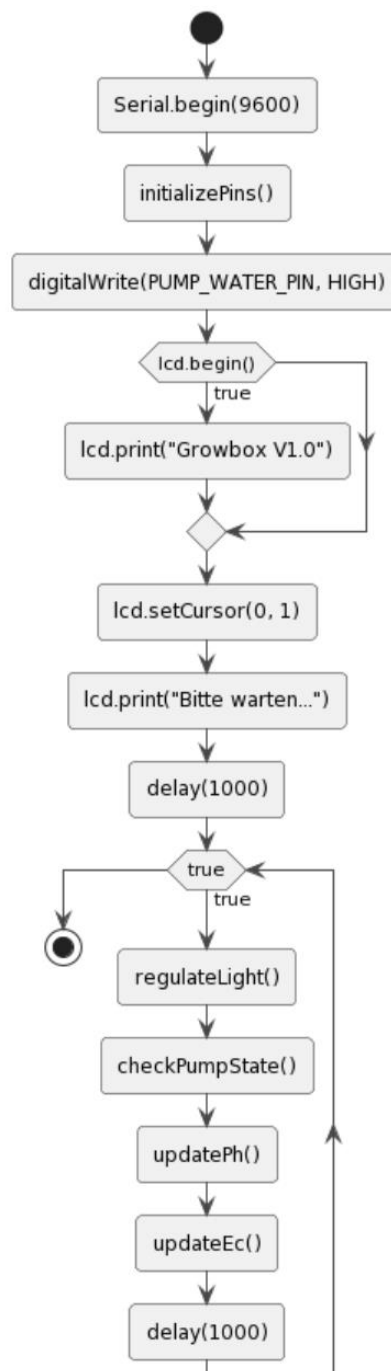 Serial.begin(9600)
initializePins()
digitalWrite(PUMP_WATER_PIN, HIGH)
lcd.begin()
true
lcd.print("Growbox V1.0")
lcd.setCursor(0, 1)
lcd.print("Bitte warten...")
delay(1000)
true
true
regulateLight()
checkPumpState()
updatePh()
updateEc()
delay(1000)